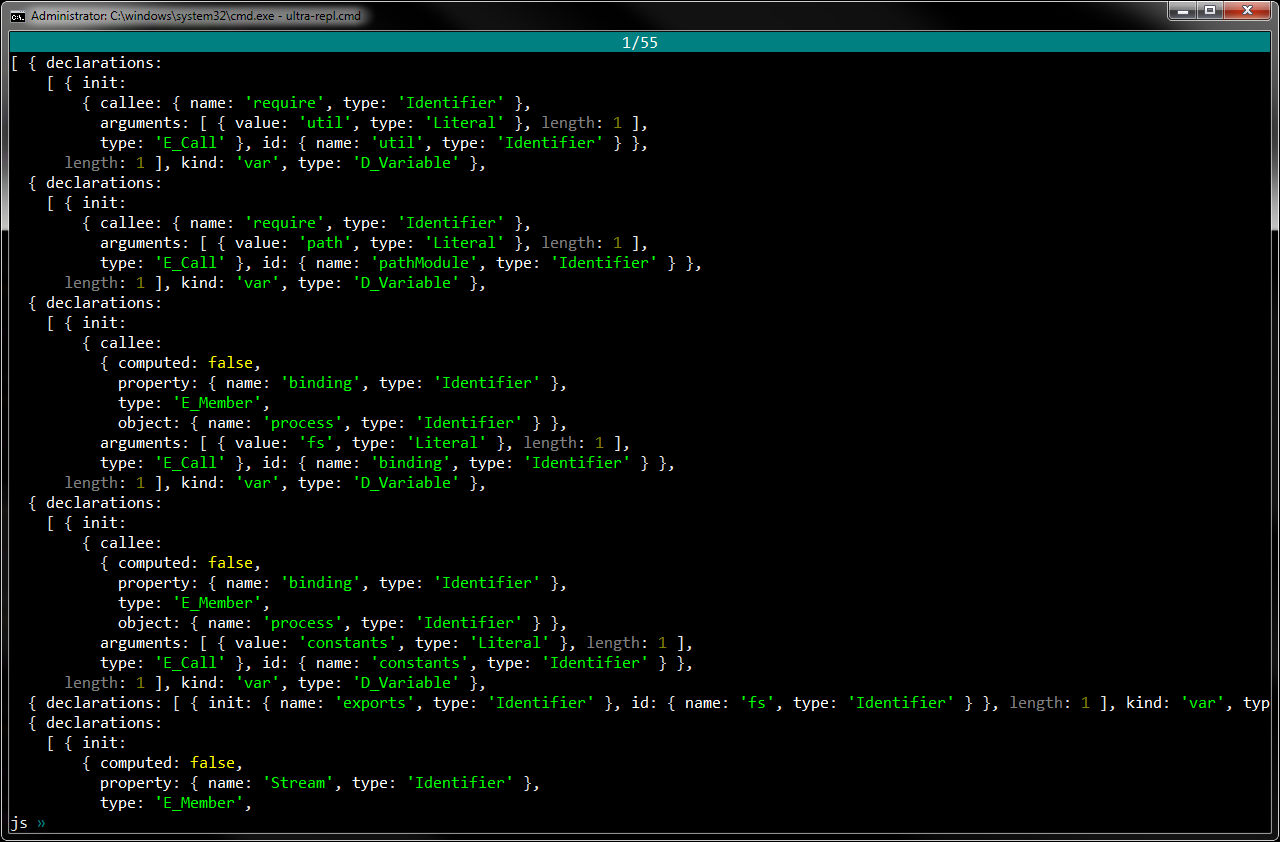 Administrator: C:\windows\system32\cmd.exe - ultra-repl.cmd
1/55
[ { declarations:
    [ { init:
        { callee: { name: 'require', type: 'Identifier' },
          arguments: [ { value: 'util', type: 'Literal' }, length: 1 ],
          type: 'E_Call' }, id: { name: 'util', type: 'Identifier' } },
      length: 1 ], kind: 'var', type: 'D_Variable' },
  { declarations:
    [ { init:
        { callee: { name: 'require', type: 'Identifier' },
          arguments: [ { value: 'path', type: 'Literal' }, length: 1 ],
          type: 'E_Call' }, id: { name: 'pathModule', type: 'Identifier' } },
      length: 1 ], kind: 'var', type: 'D_Variable' },
  { declarations:
    [ { init:
        { callee:
          { computed: false,
            property: { name: 'binding', type: 'Identifier' },
            type: 'E_Member',
            object: { name: 'process', type: 'Identifier' } },
          arguments: [ { value: 'fs', type: 'Literal' }, length: 1 ],
          type: 'E_Call' }, id: { name: 'binding', type: 'Identifier' } },
      length: 1 ], kind: 'var', type: 'D_Variable' },
  { declarations:
    [ { init:
        { callee:
          { computed: false,
            property: { name: 'binding', type: 'Identifier' },
            type: 'E_Member',
            object: { name: 'process', type: 'Identifier' } },
          arguments: [ { value: 'constants', type: 'Literal' }, length: 1 ],
          type: 'E_Call' }, id: { name: 'constants', type: 'Identifier' } },
      length: 1 ], kind: 'var', type: 'D_Variable' },
  { declarations: [ { init: { name: 'exports', type: 'Identifier' }, id: { name: 'fs', type: 'Identifier' } }, length: 1 ], kind: 'var', typ
  { declarations:
    [ { init:
        { computed: false,
          property: { name: 'Stream', type: 'Identifier' },
          type: 'E_Member',
js »